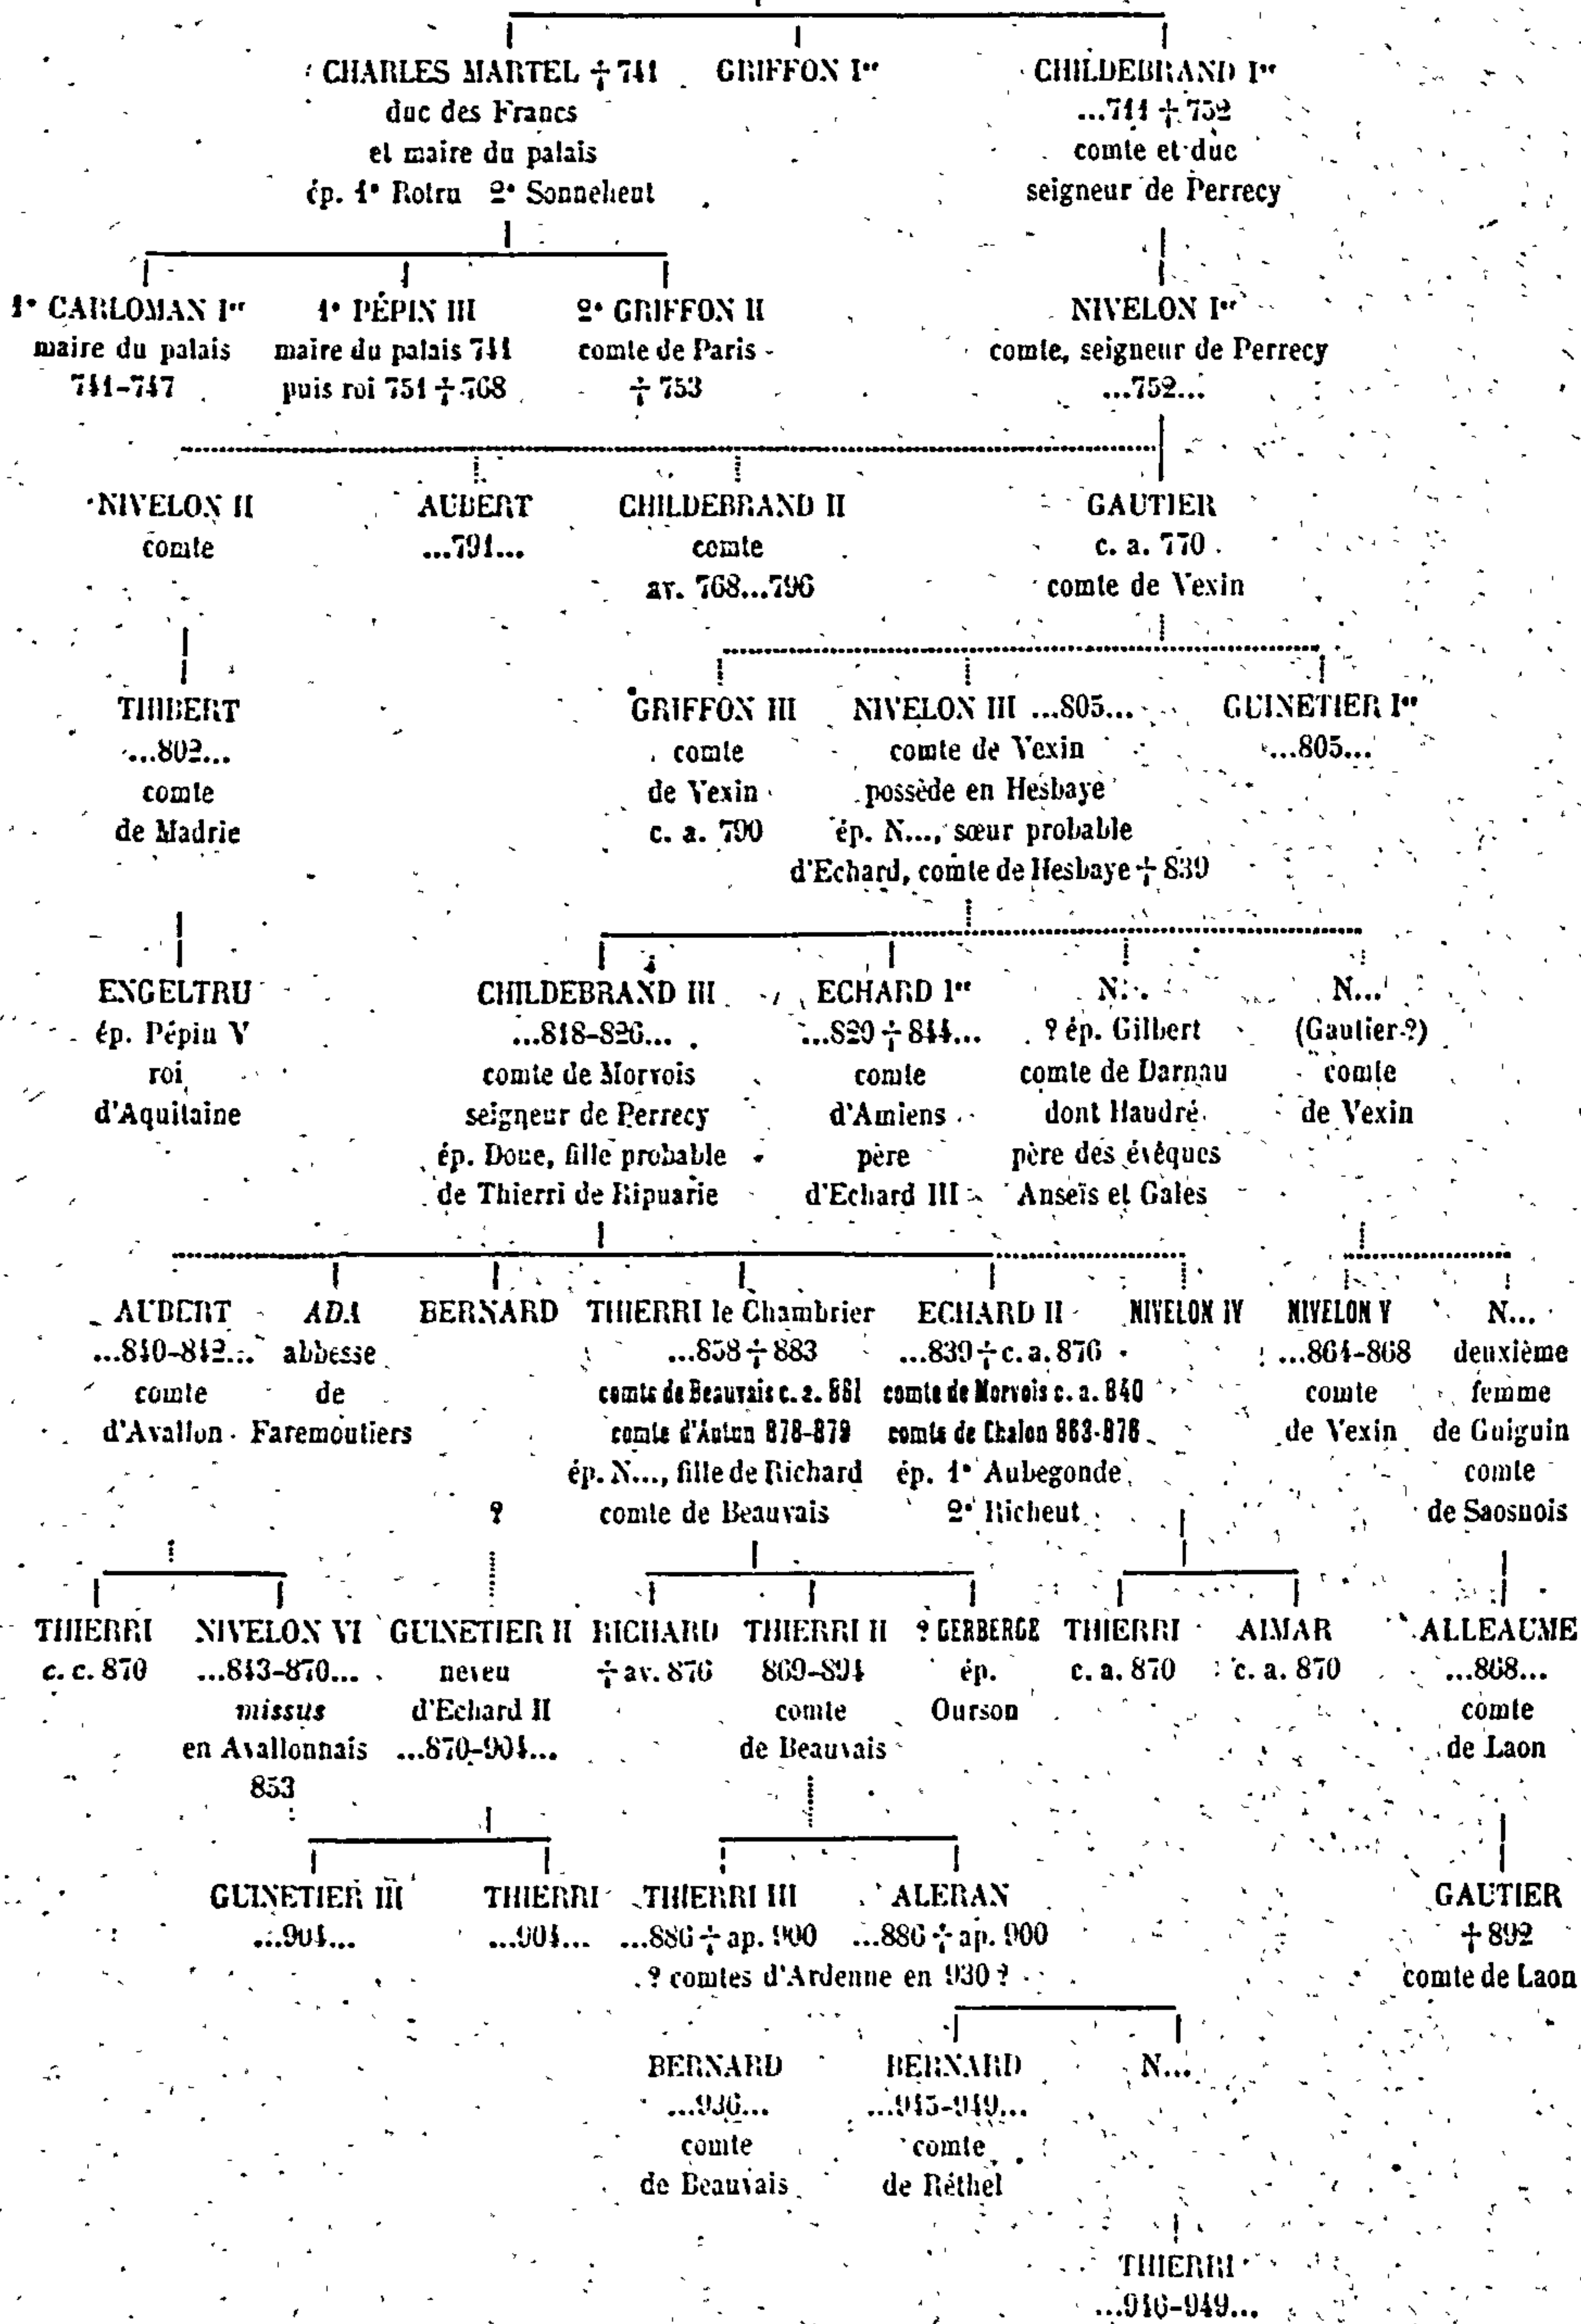 CHARLES MARTEL ÷ 741
duc des Francs
et maire du palais
ép. 1° Rotru 2° Sonnehent
GRIFFON Iᵉʳ
CHILDEBRAND Iᵉʳ
...741 ÷ 752
comte et duc
seigneur de Perrecy
1° CARLOMAN Iᵉʳ
maire du palais
741-747
1° PÉPIN III
maire du palais 741
puis roi 751 ÷ 768
2° GRIFFON II
comte de Paris
÷ 753
NIVELON Iᵉʳ
comte, seigneur de Perrecy
...752...
NIVELON II
comte
AUBERT
...791...
CHILDEBRAND II
comte
av. 768...796
GAUTIER
c. a. 770
comte de Vexin
THIBERT
...802...
comte
de Madrie
GRIFFON III
comte
de Vexin
c. a. 790
NIVELON III ...805...
comte de Vexin
possède en Hesbaye
ép. N..., sœur probable
d'Echard, comte de Hesbaye ÷ 839
GUINETIER Iᵉʳ
...805...
ENGELTRU
ép. Pépin V
roi
d'Aquitaine
CHILDEBRAND III
...818-826...
comte de Morvois
seigneur de Perrecy
ép. Doue, fille probable
de Thierri de Ripuarie
ECHARD Iᵉʳ
...829 ÷ 844...
comte
d'Amiens
père
d'Echard III
N...
? ép. Gilbert
comte de Darnau
dont Haudré
père des évèques
Anseïs et Gales
N...
(Gautier ?)
comte
de Vexin
AUBERT
...840-842...
comte
d'Avallon
ADA
abbesse
de
Faremoutiers
BERNARD
?
THIERRI le Chambrier
...858 ÷ 883
comte de Beauvais c. a. 861
comte d'Autun 878-879
ép. N..., fille de Richard
comte de Beauvais
ECHARD II
...839 ÷ c. a. 876
comte de Morvois c. a. 840
comte de Chalon 863-876
ép. 1° Aubegonde
2° Richeut
NIVELON IV
NIVELON V
...864-868
comte
de Vexin
N...
deuxième
femme
de Guiguin
comte
de Saosnois
THIERRI
c. c. 870
NIVELON VI
...843-870...
missus
en Avallonnais
853
GUINETIER II
neveu
d'Echard II
...870-904...
RICHARD
÷ av. 876
THIERRI II
869-894
comte
de Beauvais
? GERBERGE
ép.
Ourson
THIERRI
c. a. 870
AIMAR
c. a. 870
ALLEAUME
...868...
comte
de Laon
GUINETIER III
...904...
THIERRI
...904...
THIERRI III
...886 ÷ ap. 900
ALERAN
...886 ÷ ap. 900
? comtes d'Ardenne en 930 ?
GAUTIER
÷ 892
comte de Laon
BERNARD
...936...
comte
de Beauvais
BERNARD
...945-949...
comte
de Réthel
N...
THIERRI
...946-949...